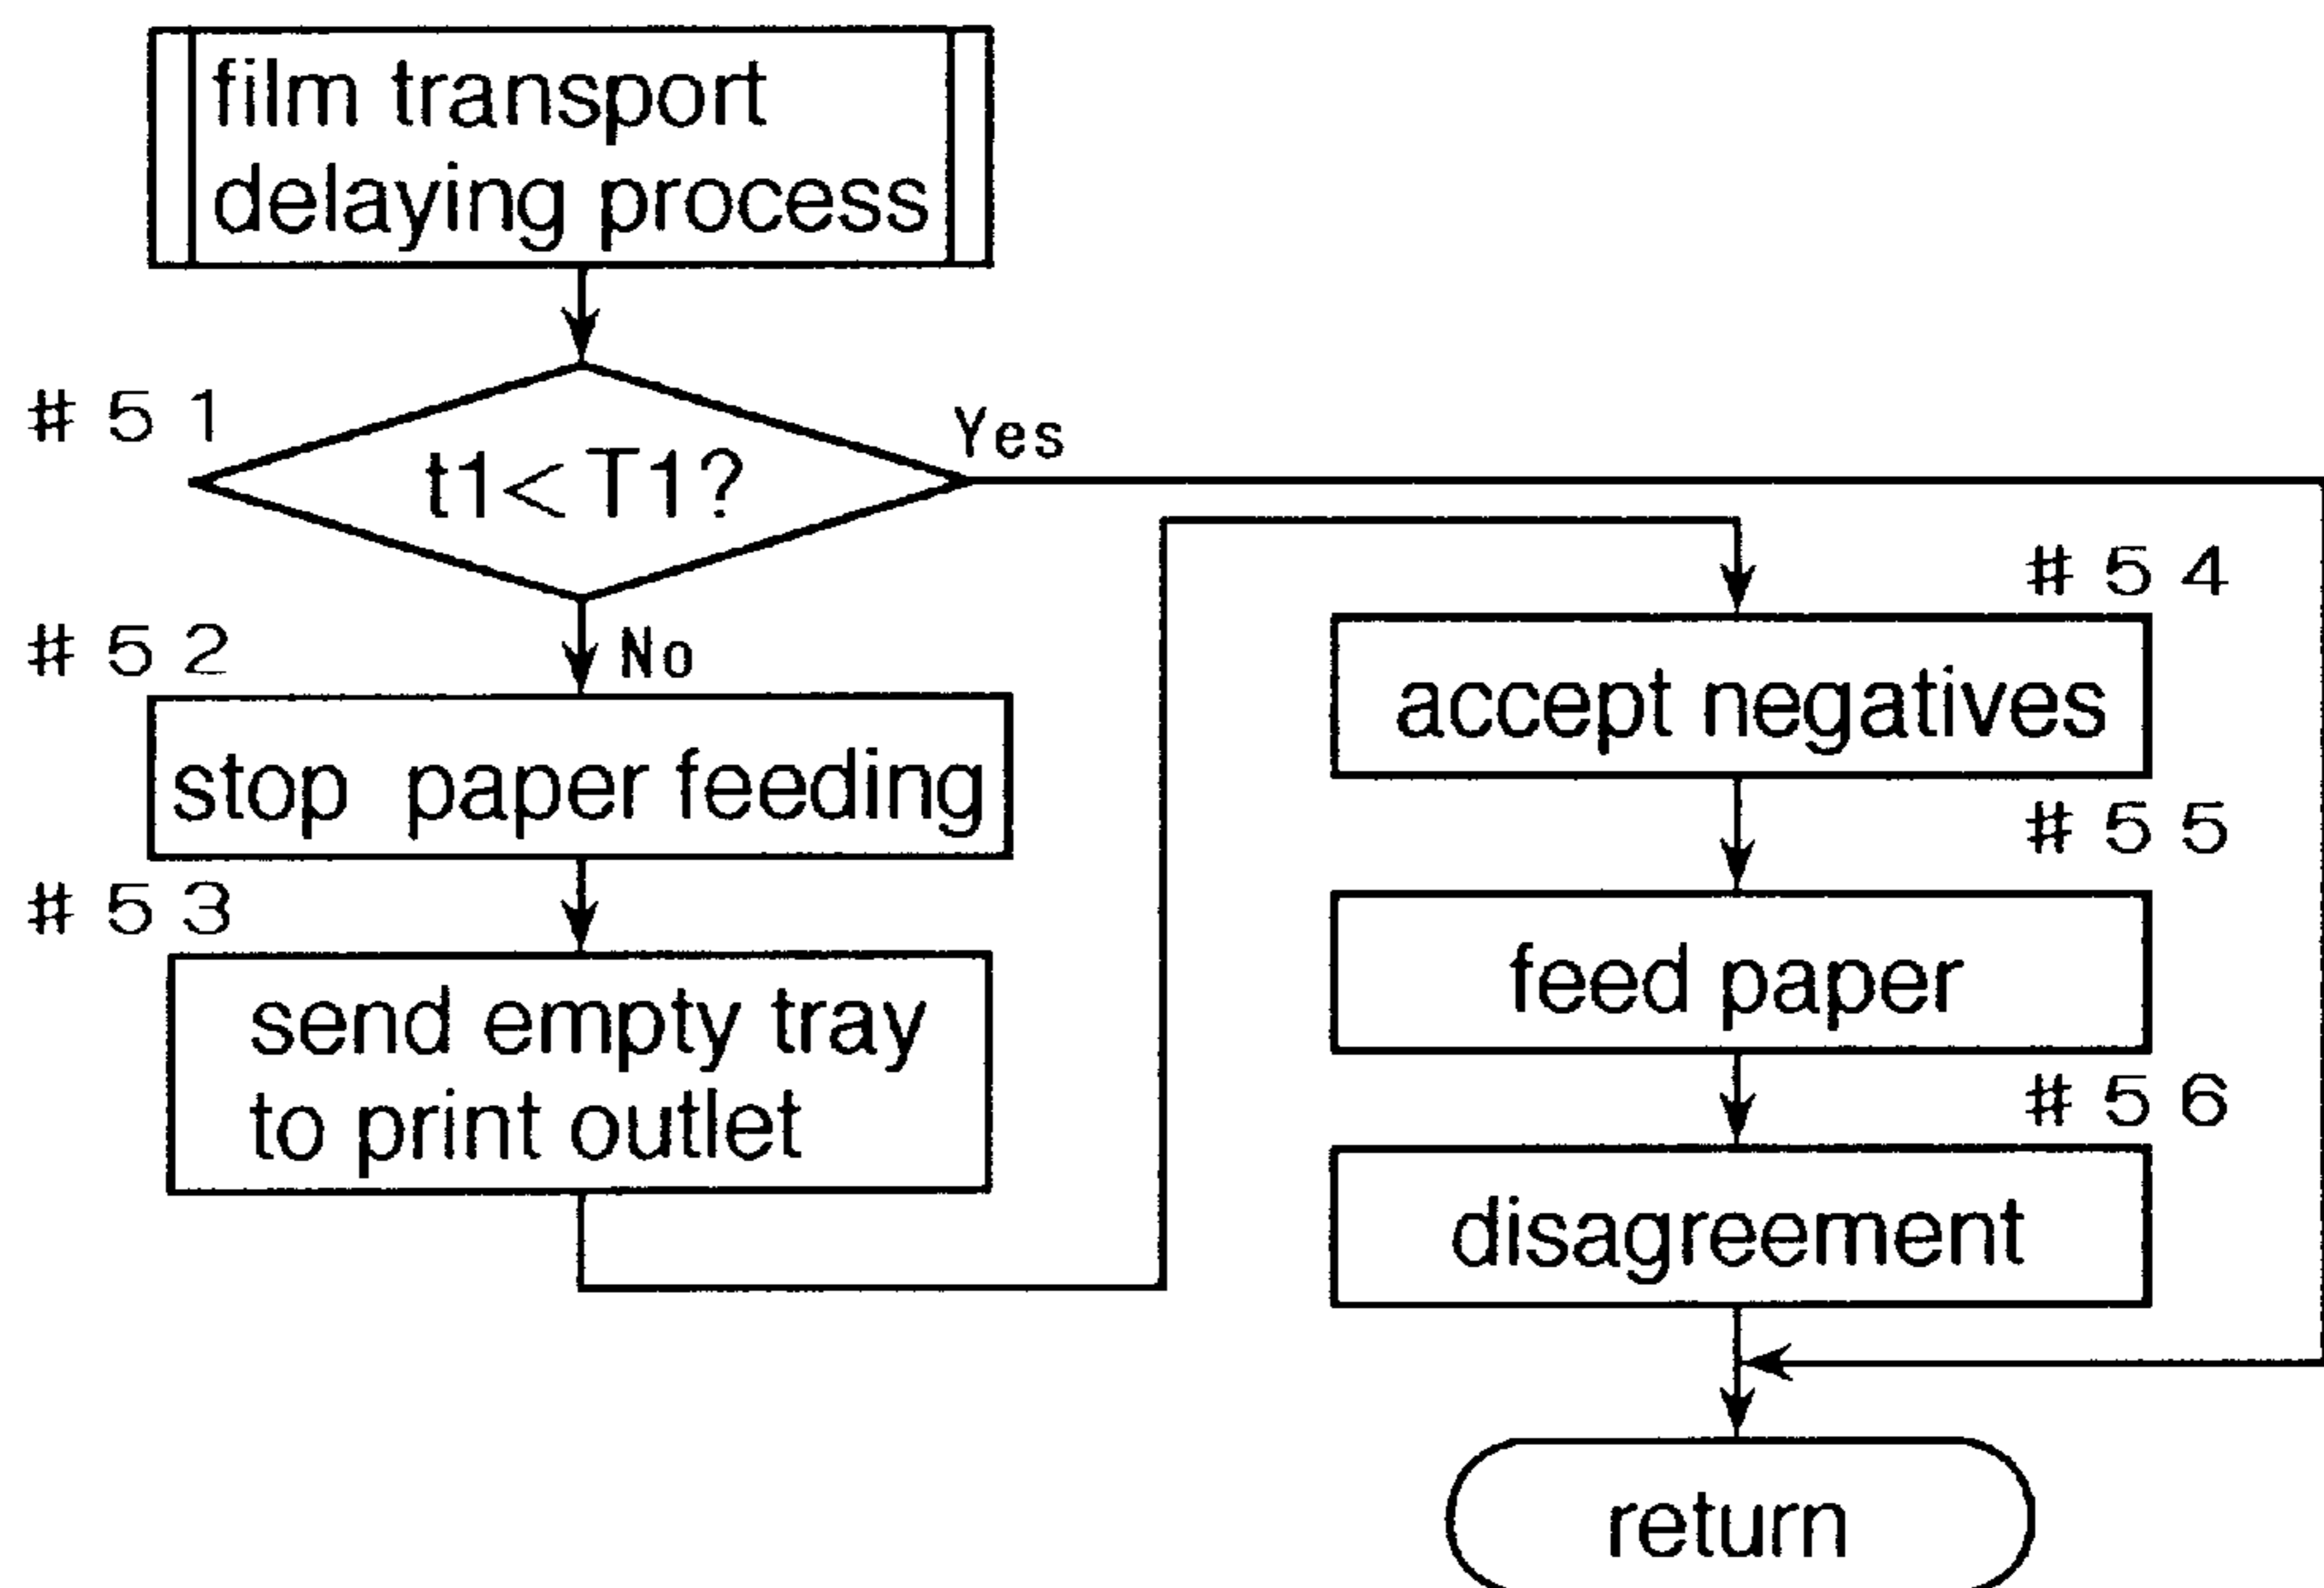 film transport
delaying process
#51
t1<T1?
Yes
No
#52
stop paper feeding
#53
send empty tray
to print outlet
#54
accept negatives
#55
feed paper
#56
disagreement
return